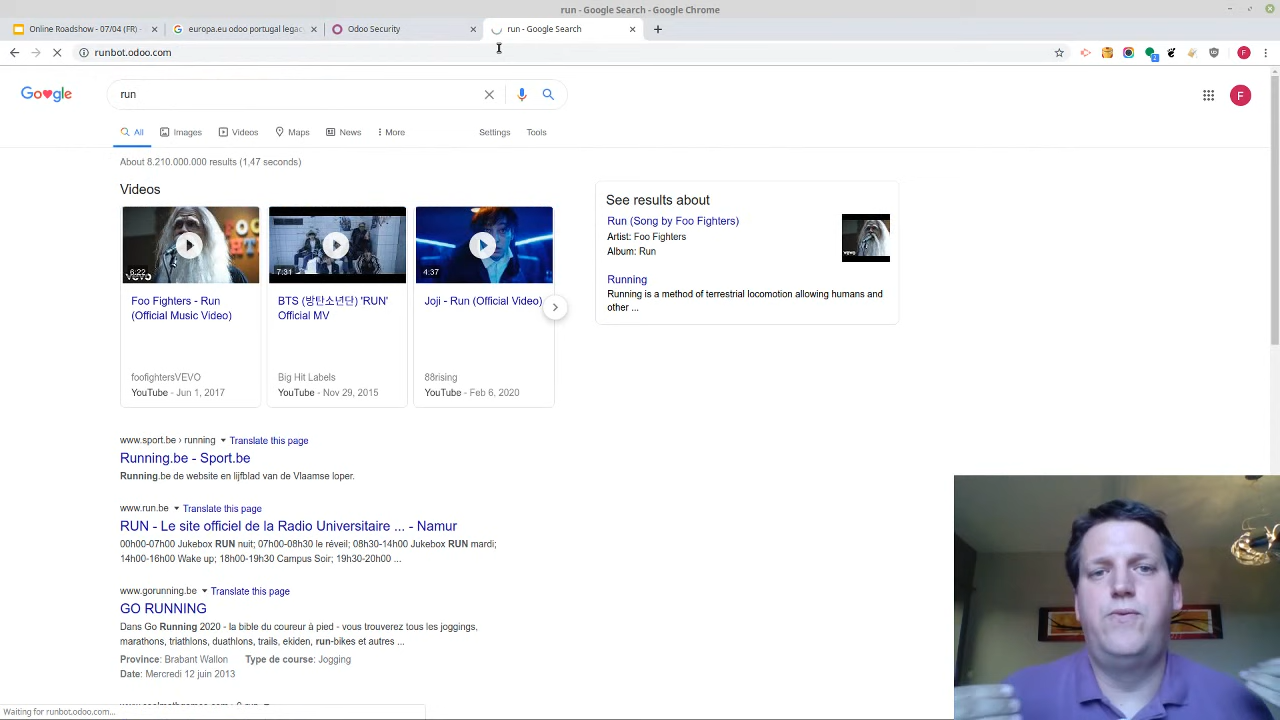 run - Google Search - Google Chrome
Online Roadshow - 07/04 (FR) -
europa.eu odoo portugal legac
Odoo Security
run - Google Search
runbot.odoo.com
2
F
Google
run
F
All
Images
Videos
Maps
News
More
Settings
Tools
About 8.210.000.000 results (1,47 seconds)
Videos
vevo
6:22
7:31
4:37
Foo Fighters - Run
(Official Music Video)
foofightersVEVO
YouTube - Jun 1, 2017
BTS (방탄소년단) 'RUN'
Official MV
Big Hit Labels
YouTube - Nov 29, 2015
Joji - Run (Official Video)
88rising
YouTube - Feb 6, 2020
See results about
Run (Song by Foo Fighters)
Artist: Foo Fighters
Album: Run
vevo
Running
Running is a method of terrestrial locomotion allowing humans and
other ...
www.sport.be › running Translate this page
Running.be - Sport.be
Running.be de website en lijfblad van de Vlaamse loper.
www.run.be Translate this page
RUN - Le site officiel de la Radio Universitaire ... - Namur
00h00-07h00 Jukebox RUN nuit; 07h00-08h30 le réveil; 08h30-14h00 Jukebox RUN mardi;
14h00-16h00 Wake up; 18h00-19h30 Campus Soir; 19h30-20h00 ...
www.gorunning.be Translate this page
GO RUNNING
Dans Go Running 2020 - la bible du coureur à pied - vous trouverez tous les joggings,
marathons, triathlons, duathlons, trails, ekiden, run-bikes et autres ...
Province: Brabant Wallon Type de course: Jogging
Date: Mercredi 12 juin 2013
Waiting for runbot.odoo.com...